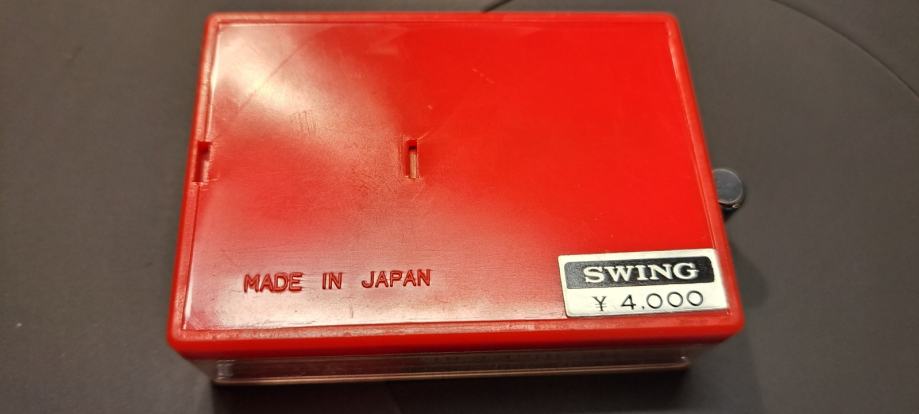 MADE IN JAPAN
SWING
¥ 4.000